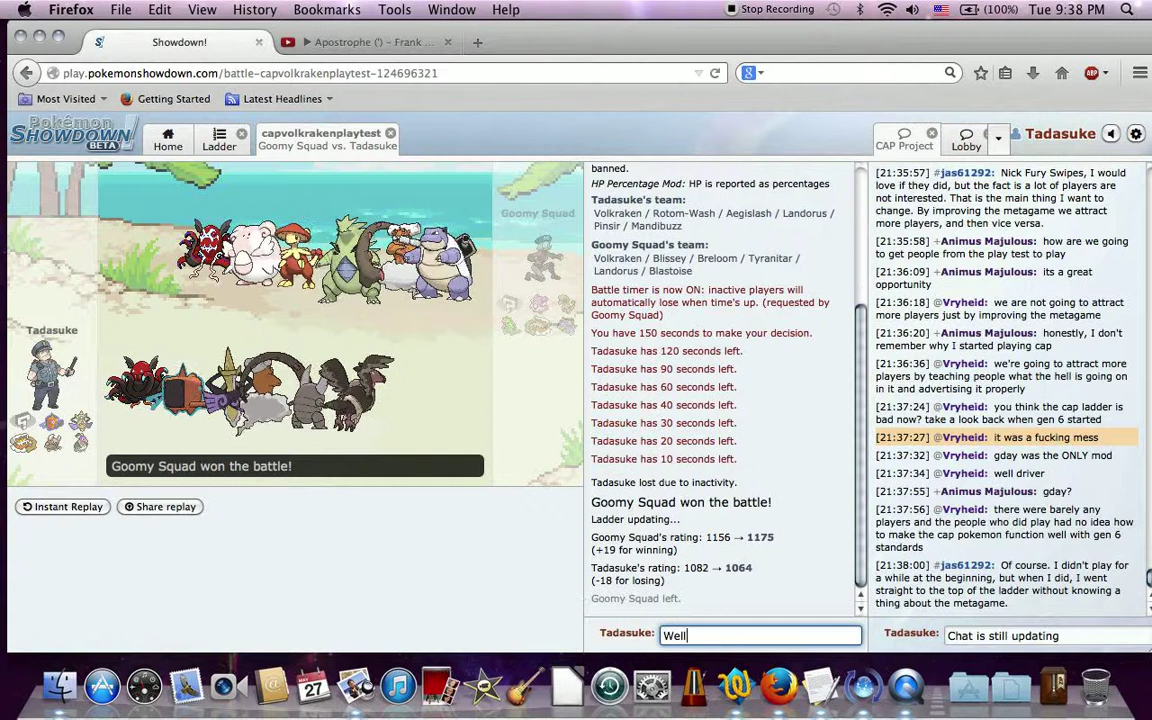 Firefox File Edit View History Bookmarks Tools Window Help Stop Recording (100%) Tue 9:38 PM
Showdown! Apostrophe (') - Frank ...
play.pokemonshowdown.com/battle-capvolkrakenplaytest-124696321
Most Visited Getting Started Latest Headlines
Pokémon
SHOWDOWN!
BETA
Home
Ladder
capvolkrakenplaytest
Goomy Squad vs. Tadasuke
CAP Project
Lobby
Tadasuke
Goomy Squad
Tadasuke
Goomy Squad won the battle!
Instant Replay Share replay
banned.
HP Percentage Mod: HP is reported as percentages
Tadasuke's team:
Volkraken / Rotom-Wash / Aegislash / Landorus /
Pinsir / Mandibuzz
Goomy Squad's team:
Volkraken / Blissey / Breloom / Tyranitar /
Landorus / Blastoise
Battle timer is now ON: inactive players will
automatically lose when time's up. (requested by
Goomy Squad)
You have 150 seconds to make your decision.
Tadasuke has 120 seconds left.
Tadasuke has 90 seconds left.
Tadasuke has 60 seconds left.
Tadasuke has 40 seconds left.
Tadasuke has 30 seconds left.
Tadasuke has 20 seconds left.
Tadasuke has 10 seconds left.
Tadasuke lost due to inactivity.
Goomy Squad won the battle!
Ladder updating...
Goomy Squad's rating: 1156 → 1175
(+19 for winning)
Tadasuke's rating: 1082 → 1064
(-18 for losing)
Goomy Squad left.
Tadasuke: Well
[21:35:57] #jas61292: Nick Fury Swipes, I would
love if they did, but the fact is a lot of players are
not interested. That is the main thing I want to
change. By improving the metagame we attract
more players, and then vice versa.
[21:35:58] +Animus Majulous: how are we going
to get people from the play test to play
[21:36:09] +Animus Majulous: its a great
opportunity
[21:36:18] @Vryheid: we are not going to attract
more players just by improving the metagame
[21:36:20] +Animus Majulous: honestly, I don't
remember why I started playing cap
[21:36:36] @Vryheid: we're going to attract more
players by teaching people what the hell is going on
in it and advertising it properly
[21:37:24] @Vryheid: you think the cap ladder is
bad now? take a look back when gen 6 started
[21:37:27] @Vryheid: it was a fucking mess
[21:37:32] @Vryheid: gday was the ONLY mod
[21:37:34] @Vryheid: well driver
[21:37:55] +Animus Majulous: gday?
[21:37:56] @Vryheid: there were barely any
players and the people who did play had no idea how
to make the cap pokemon function well with gen 6
standards
[21:38:00] #jas61292: Of course. I didn't play for
a while at the beginning, but when I did, I went
straight to the top of the ladder without knowing a
thing about the metagame.
Tadasuke: Chat is still updating